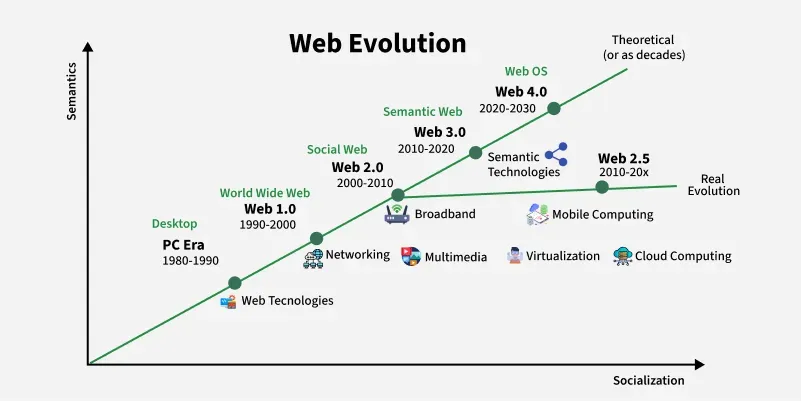 Web Evolution
Theoretical
(or as decades)
Semantics
Web OS
Web 4.0
2020-2030
Semantic Web
Web 3.0
2010-2020
Semantic
Technologies
Social Web
Web 2.0
2000-2010
Web 2.5
2010-20x
Real
Evolution
World Wide Web
Web 1.0
1990-2000
Broadband
Mobile Computing
Desktop
PC Era
1980-1990
Networking
Multimedia
Virtualization
Cloud Computing
Web Tecnologies
Socialization